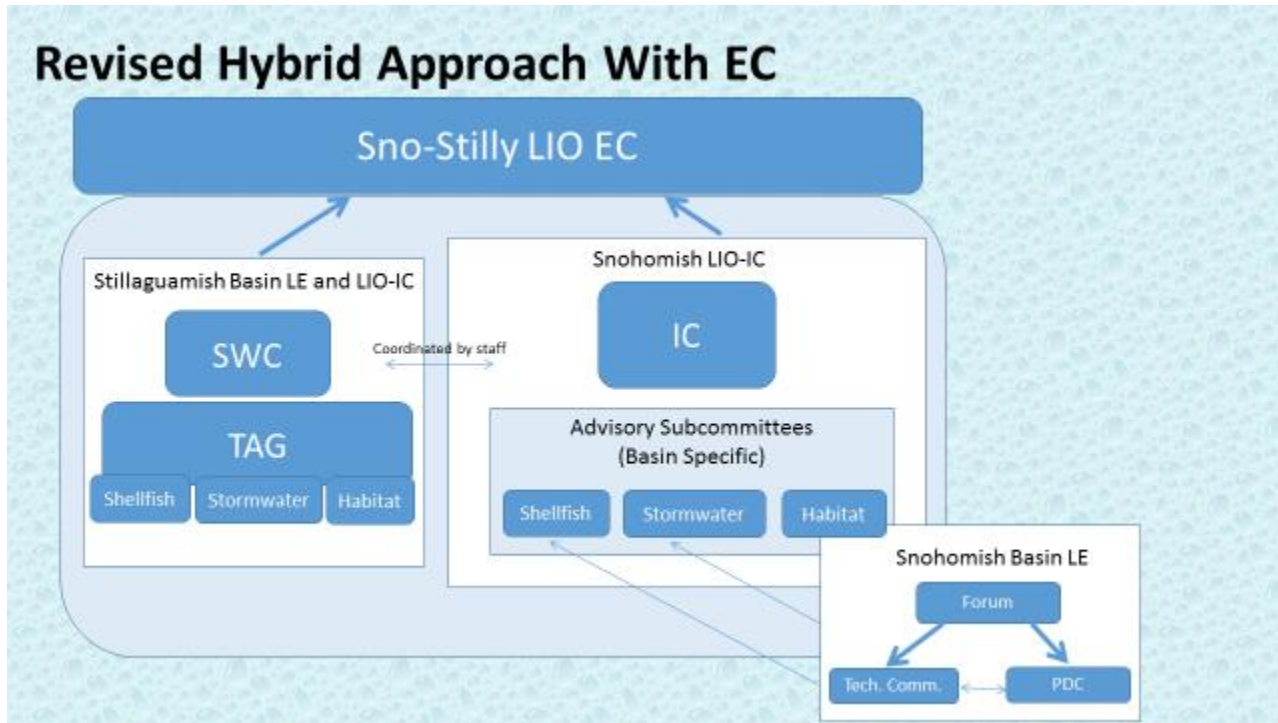 Revised Hybrid Approach With EC
Sno-Stilly LIO EC
Stillaguamish Basin LE and LIO-IC
SWC
TAG
Shellfish
Stormwater
Habitat
Coordinated by staff
Snohomish LIO-IC
IC
Advisory Subcommittees
(Basin Specific)
Shellfish
Stormwater
Habitat
Snohomish Basin LE
Forum
Tech. Comm.
PDC